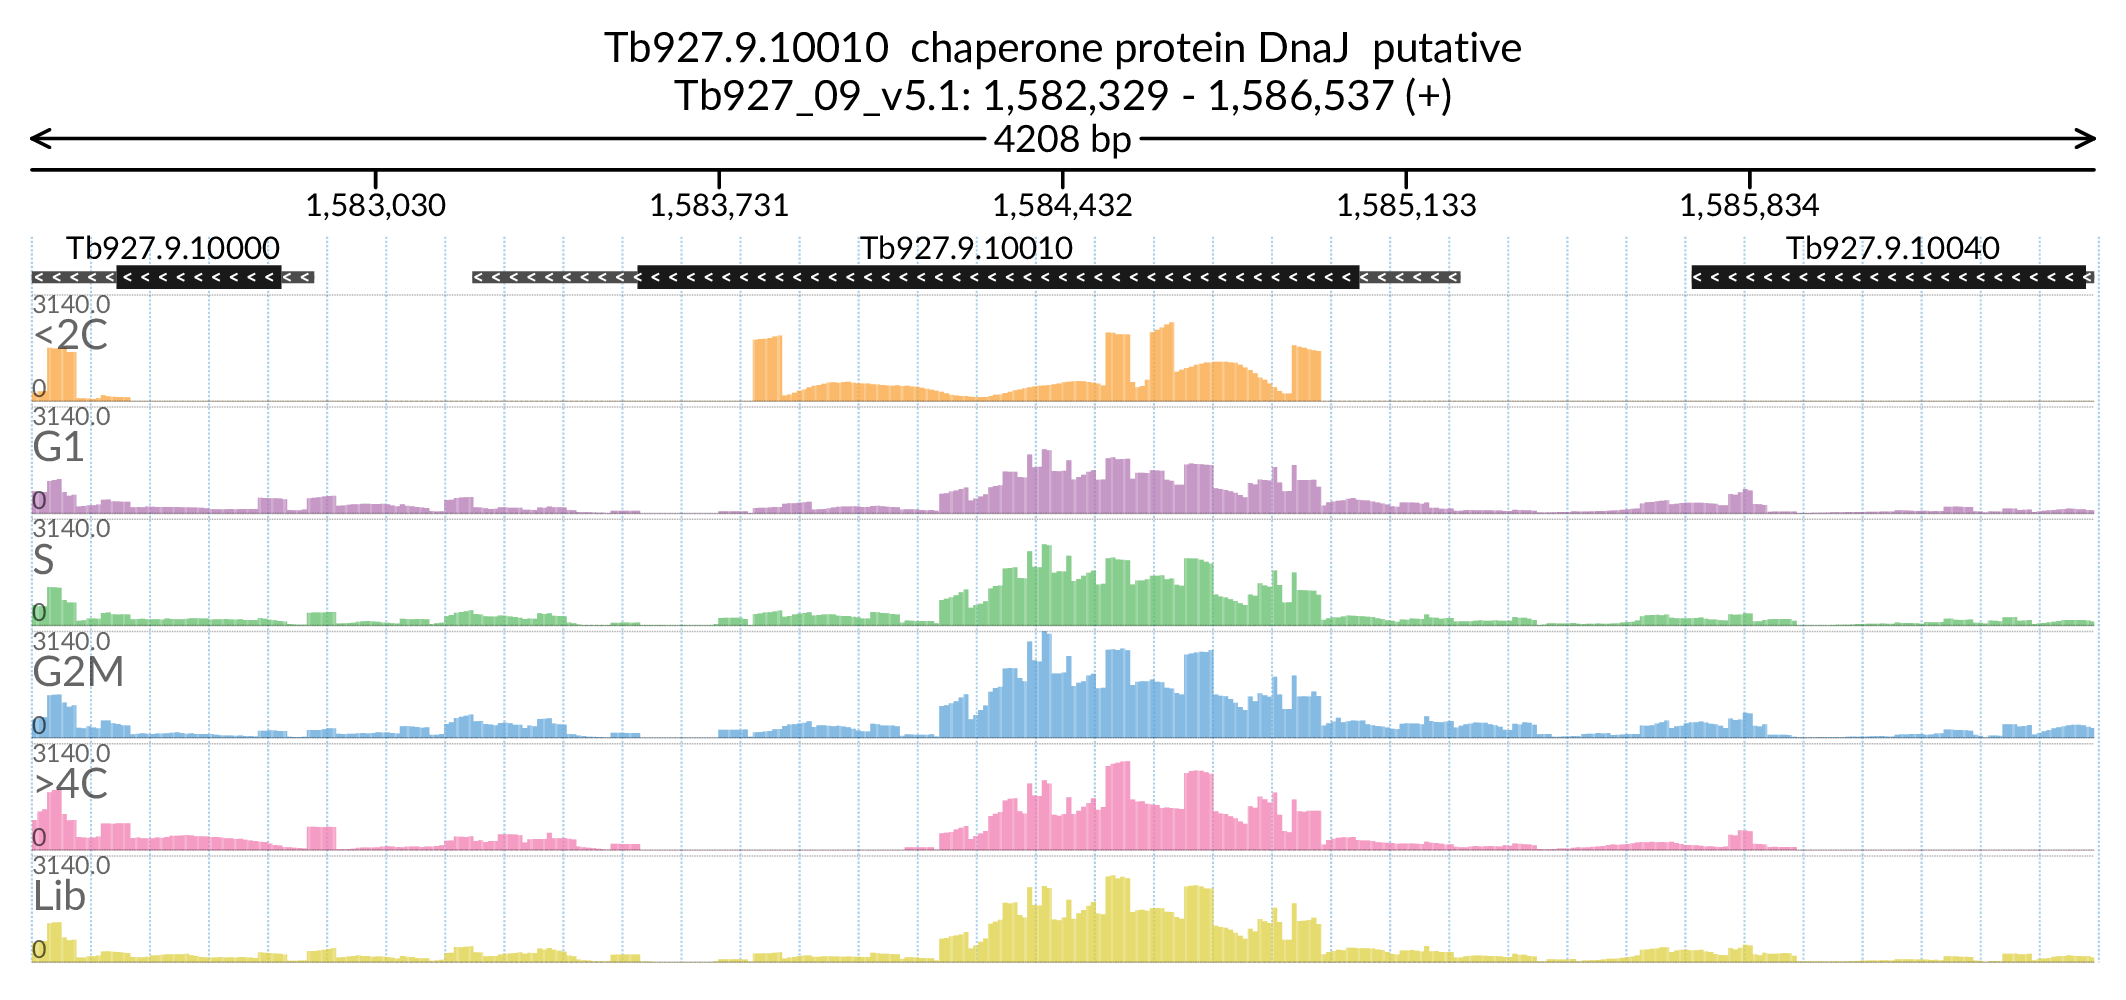 Tb927.9.10010 chaperone protein DnaJ putative
Tb927_09_v5.1: 1,582,329 - 1,586,537 (+)
4208 bp
1,583,030 1,583,731 1,584,432 1,585,133 1,585,834
Tb927.9.10000 Tb927.9.10010 Tb927.9.10040
3140.0
<2C
0
3140.0
G1
0
3140.0
S
0
3140.0
G2M
0
3140.0
>4C
0
3140.0
Lib
0